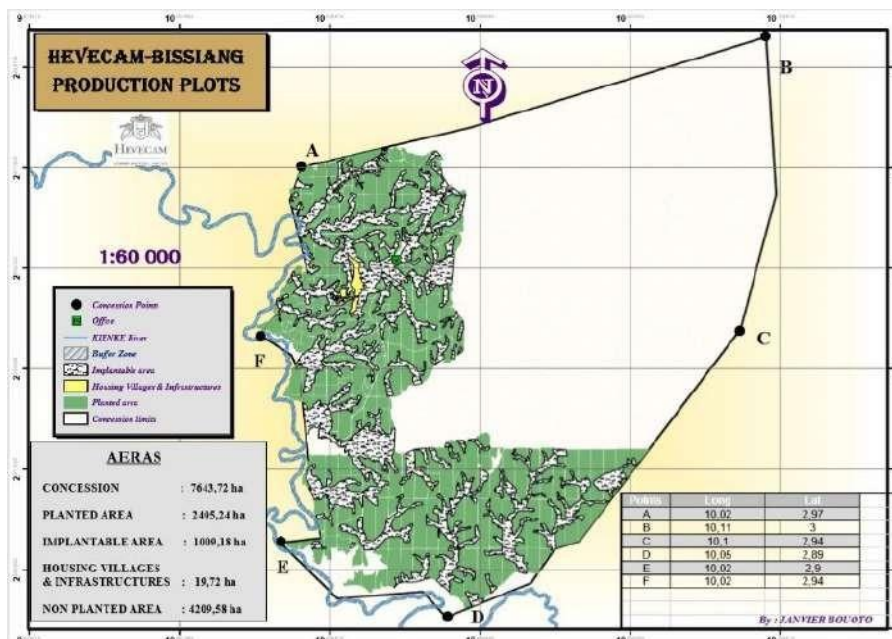 HEVECAM-BISSIANG
PRODUCTION PLOTS
HEVECAM
N
A
B
C
D
E
F
1:60 000
Concession Points
Office
KIENKE River
Buffer Zone
Implantable area
Housing Villages & Infrastructures
Planted area
Concession limits
AERAS
CONCESSION : 7643,72 ha
PLANTED AREA : 2405,24 ha
IMPLANTABLE AREA : 1009,18 ha
HOUSING VILLAGES
& INFRASTRUCTURES : 19,72 ha
NON PLANTED AREA : 4209,58 ha
Points Long Lat
A 10,02 2,97
B 10,11 3
C 10,1 2,94
D 10,05 2,89
E 10,02 2,9
F 10,02 2,94
By : JANVIER BOUOTO